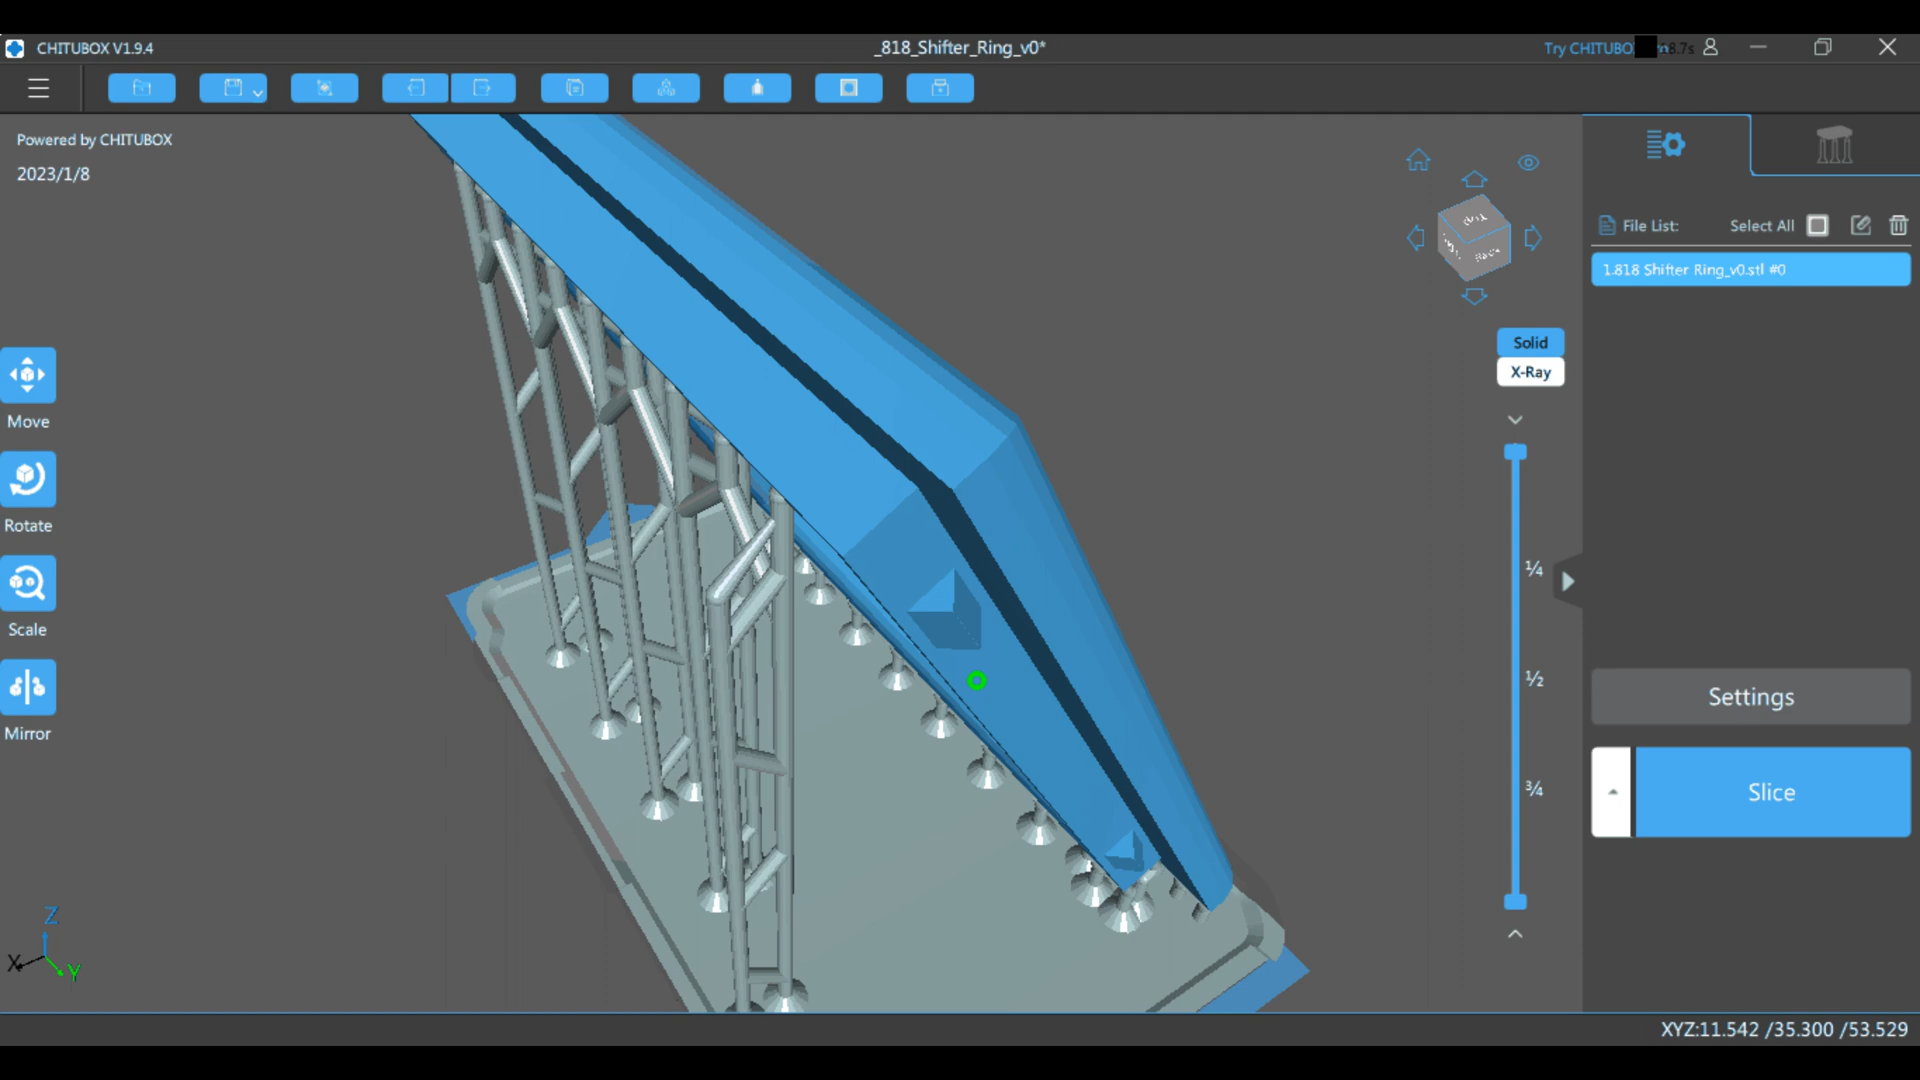 CHITUBOX V1.9.4
_818_Shifter_Ring_v0*
Try CHITUBO
Powered by CHITUBOX
2023/1/8
File List:
Select All
1.818 Shifter Ring_v0.stl #0
Top
Back
Solid
X-Ray
Move
Rotate
Scale
Mirror
1/4
1/2
3/4
Settings
Slice
Z
X
Y
XYZ:11.542 /35.300 /53.529